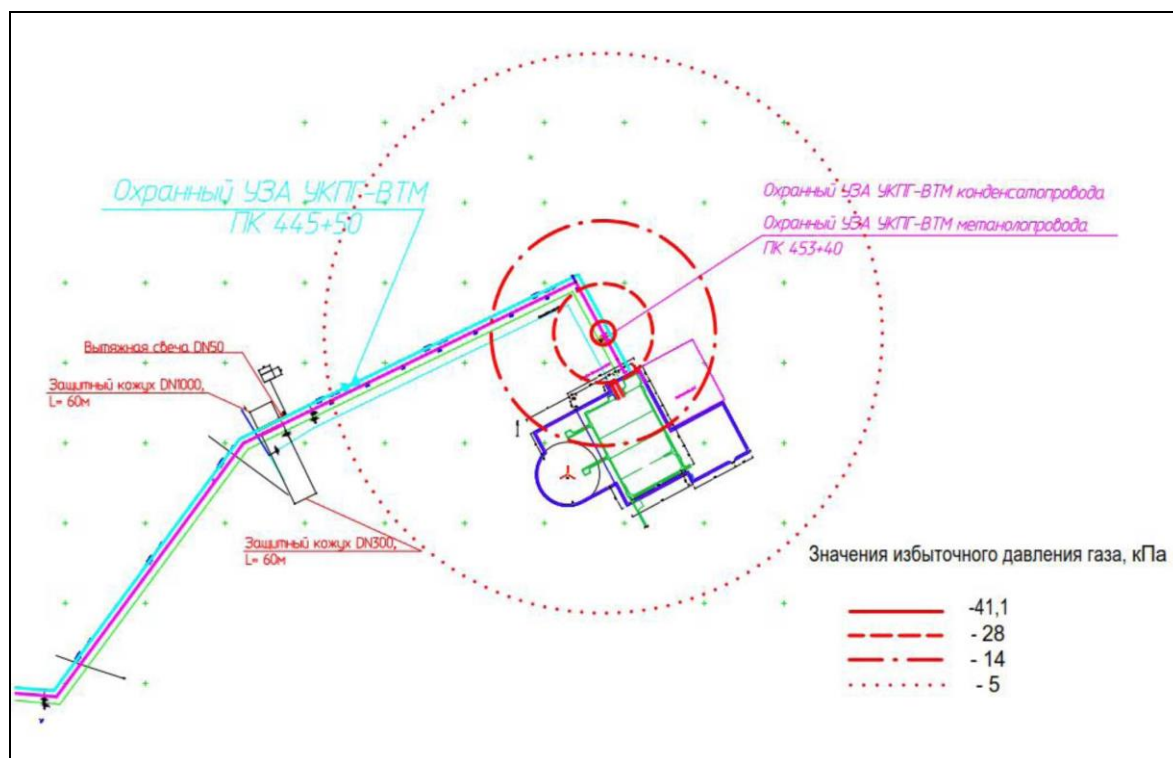 Охранный УЗА УКПГ-ВТМ
ПК 445+50
Охранный УЗА УКПГ-ВТМ конденсатопровода
Охранный УЗА УКПГ-ВТМ метанолопровода
ПК 453+40
Вытяжная свеча DN50
Защитный кожух DN1000,
L= 60м
Защитный кожух DN300,
L= 60м
Значения избыточного давления газа, кПа
-41,1
- 28
- 14
- 5